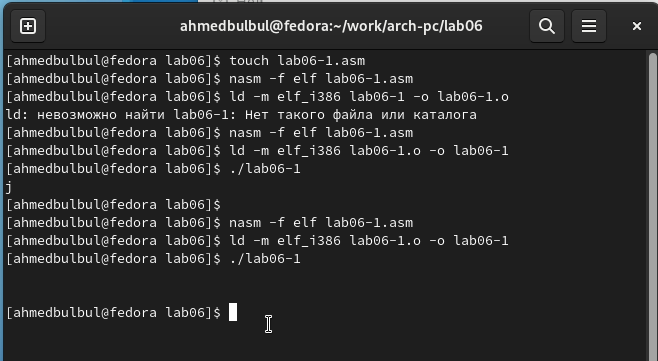 ahmedbulbul@fedora:~/work/arch-pc/lab06
[ahmedbulbul@fedora lab06]$ touch lab06-1.asm
[ahmedbulbul@fedora lab06]$ nasm -f elf lab06-1.asm
[ahmedbulbul@fedora lab06]$ ld -m elf_i386 lab06-1 -o lab06-1.o
ld: невозможно найти lab06-1: Нет такого файла или каталога
[ahmedbulbul@fedora lab06]$ nasm -f elf lab06-1.asm
[ahmedbulbul@fedora lab06]$ ld -m elf_i386 lab06-1.o -o lab06-1
[ahmedbulbul@fedora lab06]$ ./lab06-1
j
[ahmedbulbul@fedora lab06]$
[ahmedbulbul@fedora lab06]$ nasm -f elf lab06-1.asm
[ahmedbulbul@fedora lab06]$ ld -m elf_i386 lab06-1.o -o lab06-1
[ahmedbulbul@fedora lab06]$ ./lab06-1
[ahmedbulbul@fedora lab06]$